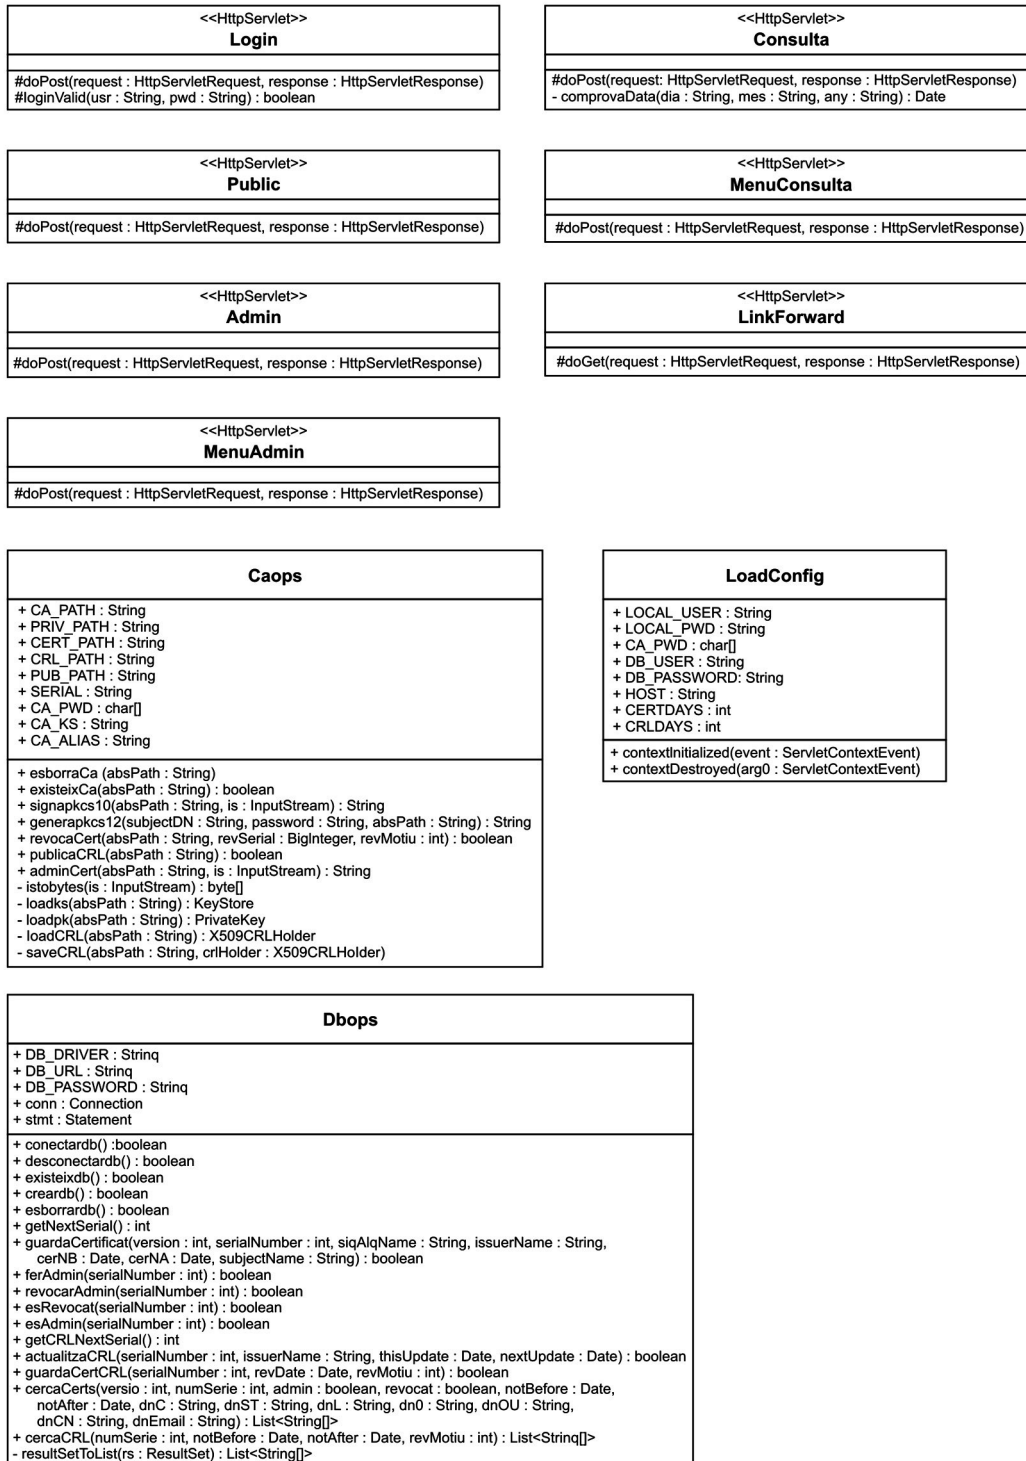 <<HttpServlet>>
Login
#doPost(request : HttpServletRequest, response : HttpServletResponse)
#loginValid(usr : String, pwd : String) : boolean
<<HttpServlet>>
Consulta
#doPost(request: HttpServletRequest, response : HttpServletResponse)
- comprovaData(dia : String, mes : String, any : String) : Date
<<HttpServlet>>
Public
#doPost(request : HttpServletRequest, response : HttpServletResponse)
<<HttpServlet>>
MenuConsulta
#doPost(request : HttpServletRequest, response : HttpServletResponse)
<<HttpServlet>>
Admin
#doPost(request : HttpServletRequest, response : HttpServletResponse)
<<HttpServlet>>
LinkForward
#doGet(request : HttpServletRequest, response : HttpServletResponse)
<<HttpServlet>>
MenuAdmin
#doPost(request : HttpServletRequest, response : HttpServletResponse)
Caops
+ CA_PATH : String
+ PRIV_PATH : String
+ CERT_PATH : String
+ CRL_PATH : String
+ PUB_PATH : String
+ SERIAL : String
+ CA_PWD : char[]
+ CA_KS : String
+ CA_ALIAS : String
+ esborraCa (absPath : String)
+ existeixCa(absPath : String) : boolean
+ signapkcs10(absPath : String, is : InputStream) : String
+ generapkcs12(subjectDN : String, password : String, absPath : String) : String
+ revocaCert(absPath : String, revSerial : BigInteger, revMotiu : int) : boolean
+ publicaCRL(absPath : String) : boolean
+ adminCert(absPath : String, is : InputStream) : String
- istobytes(is : InputStream) : byte[]
- loadks(absPath : String) : KeyStore
- loadpk(absPath : String) : PrivateKey
- loadCRL(absPath : String) : X509CRLHolder
- saveCRL(absPath : String, crlHolder : X509CRLHolder)
LoadConfig
+ LOCAL_USER : String
+ LOCAL_PWD : String
+ CA_PWD : char[]
+ DB_USER : String
+ DB_PASSWORD: String
+ HOST : String
+ CERTDAYS : int
+ CRLDAYS : int
+ contextInitialized(event : ServletContextEvent)
+ contextDestroyed(arg0 : ServletContextEvent)
Dbops
+ DB_DRIVER : Strinq
+ DB_URL : Strinq
+ DB_PASSWORD : Strinq
+ conn : Connection
+ stmt : Statement
+ conectardb() :boolean
+ desconectardb() : boolean
+ existeixdb() : boolean
+ creardb() : boolean
+ esborrardb() : boolean
+ getNextSerial() : int
+ guardaCertificat(version : int, serialNumber : int, siqAlqName : String, issuerName : String,
cerNB : Date, cerNA : Date, subjectName : String) : boolean
+ ferAdmin(serialNumber : int) : boolean
+ revocarAdmin(serialNumber : int) : boolean
+ esRevocat(serialNumber : int) : boolean
+ esAdmin(serialNumber : int) : boolean
+ getCRLNextSerial() : int
+ actualitzaCRL(serialNumber : int, issuerName : String, thisUpdate : Date, nextUpdate : Date) : boolean
+ guardaCertCRL(serialNumber : int, revDate : Date, revMotiu : int) : boolean
+ cercaCerts(versio : int, numSerie : int, admin : boolean, revocat : boolean, notBefore : Date,
notAfter : Date, dnC : String, dnST : String, dnL : String, dn0 : String, dnOU : String,
dnCN : String, dnEmail : String) : List<String[]>
+ cercaCRL(numSerie : int, notBefore : Date, notAfter : Date, revMotiu : int) : List<Strinq[]>
- resultSetToList(rs : ResultSet) : List<String[]>